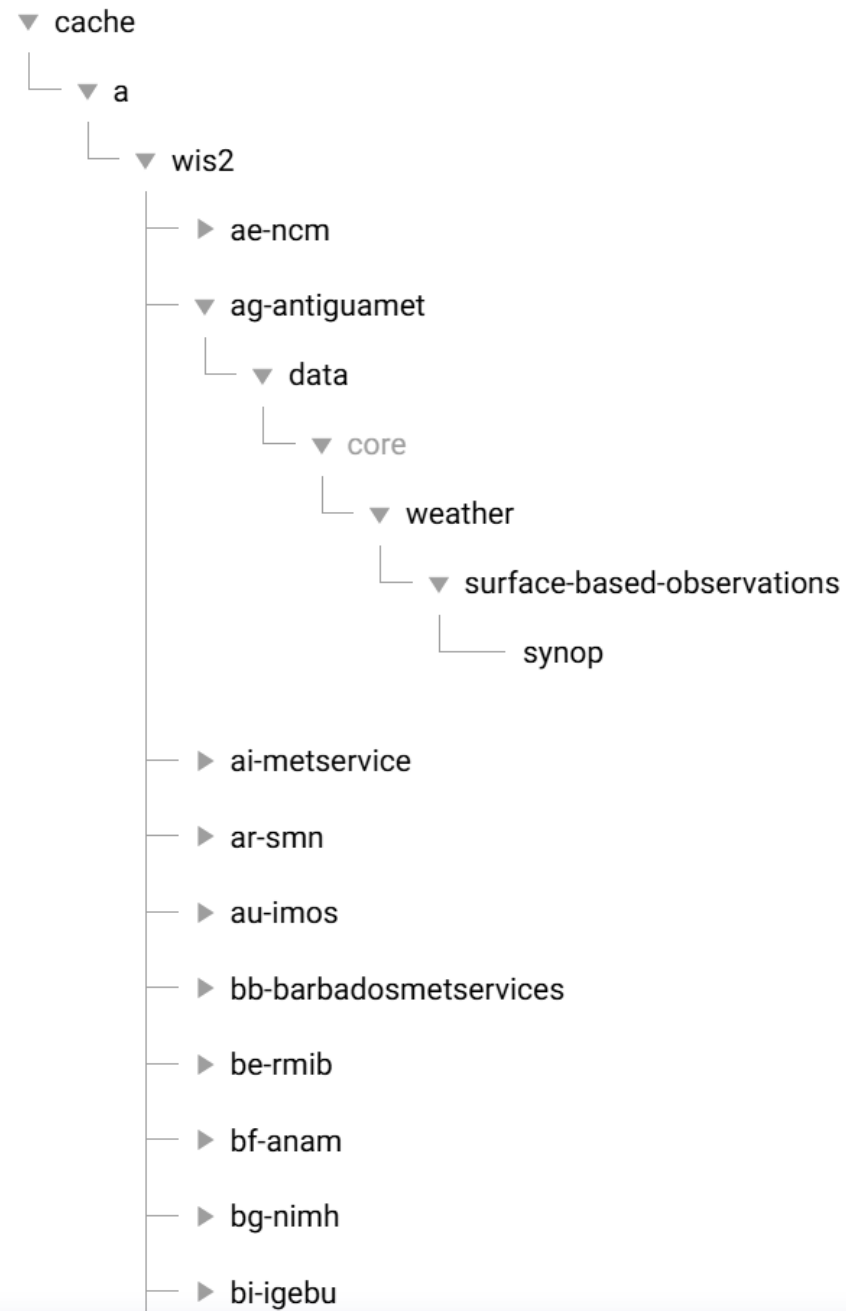 cache
a
wis2
ae-ncm
ag-antiguamet
data
core
weather
surface-based-observations
synop
ai-metservice
ar-smn
au-imos
bb-barbadosmetservices
be-rmib
bf-anam
bg-nimh
bi-igebu